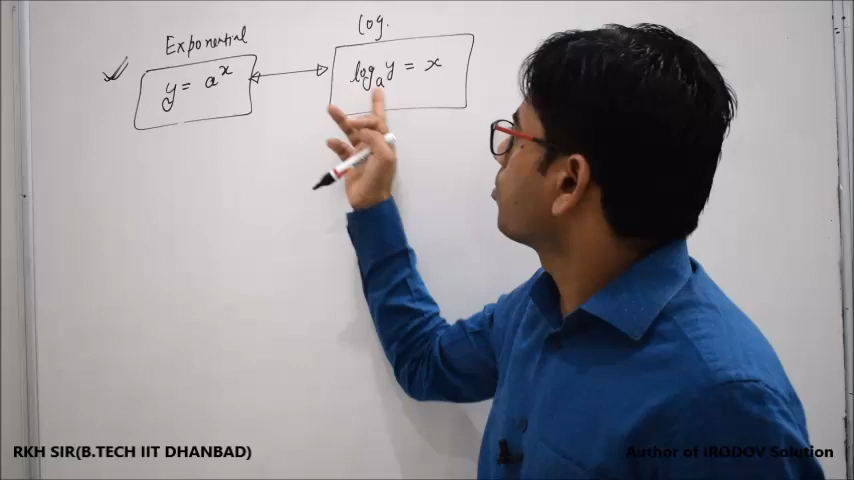 Exponential
log.
y = a^x
log_a y = x
RKH SIR(B.TECH IIT DHANBAD)
Author of IRODOV Solution